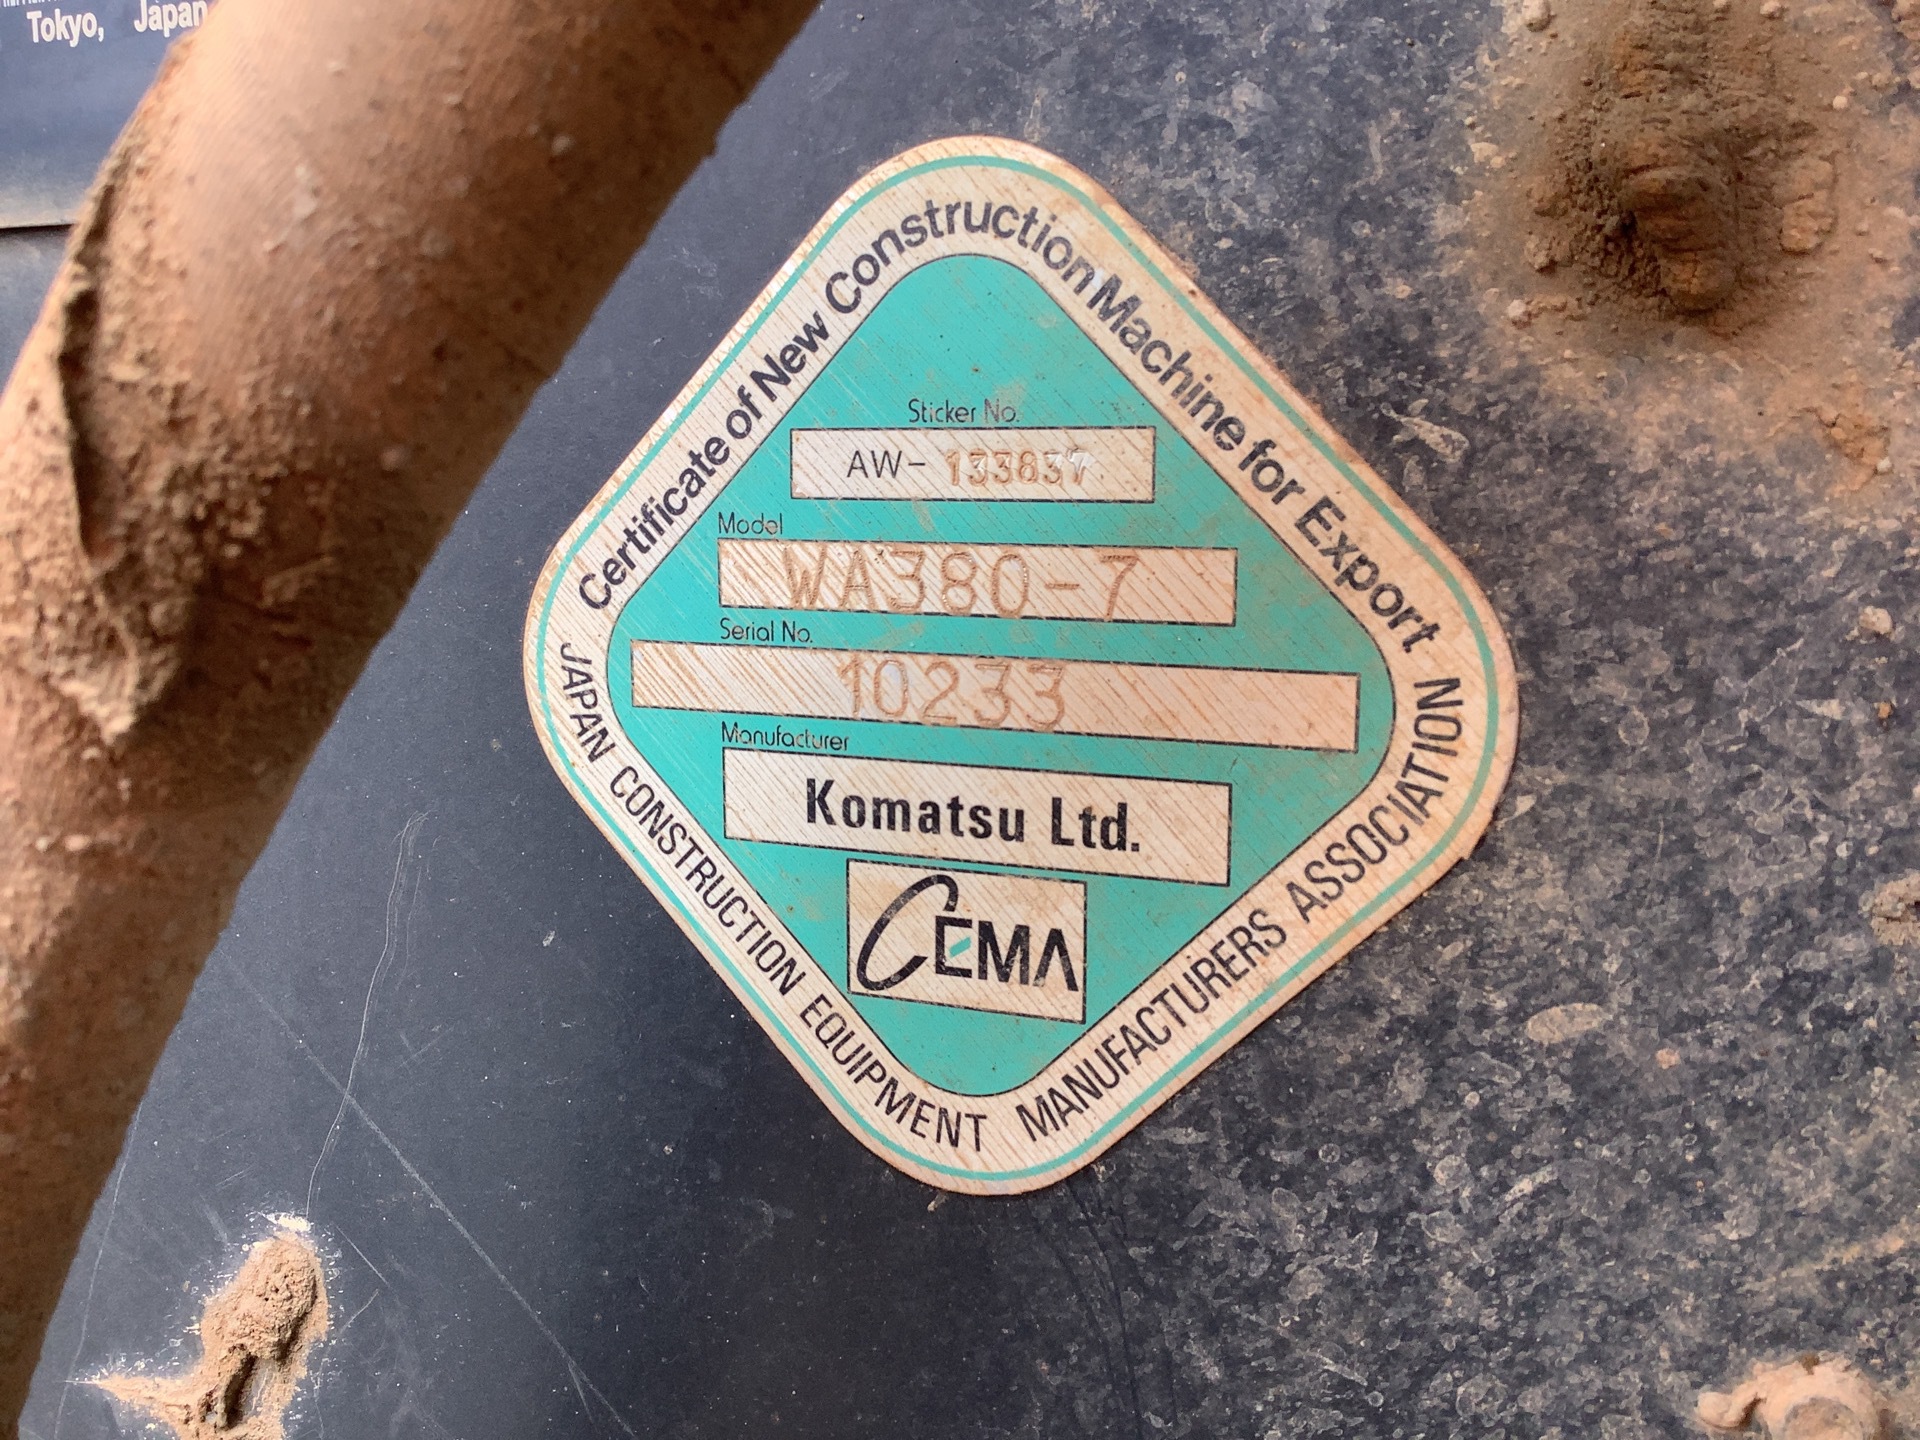 Tokyo, Japan
Certificate of New Construction Machine for Export
Sticker No.
AW- 133837
Model
WA380-7
Serial No.
10233
Manufacturer
Komatsu Ltd.
CEMA
JAPAN CONSTRUCTION EQUIPMENT MANUFACTURERS ASSOCIATION